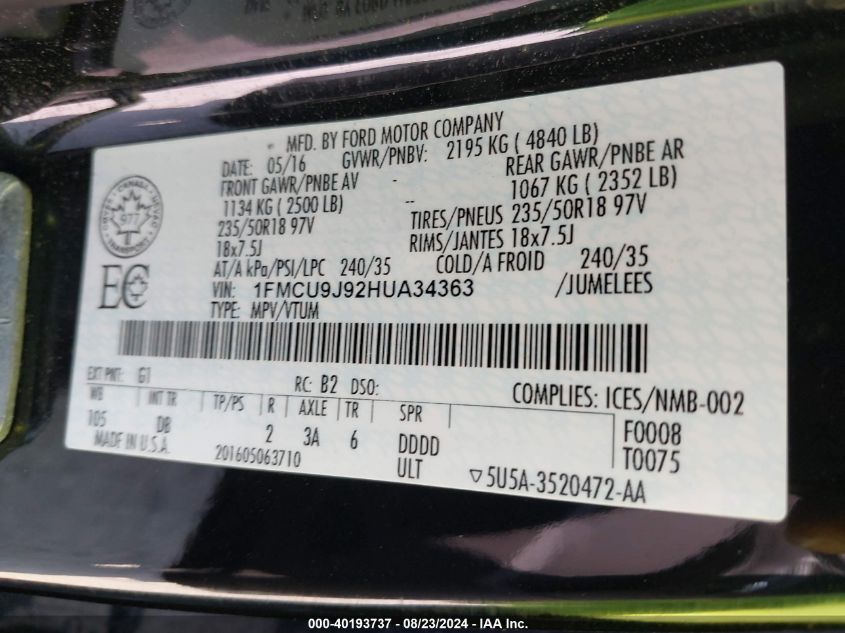 MFD. BY FORD MOTOR COMPANY
DATE: 05/16 GVWR/PNBV: 2195 KG ( 4840 LB)
FRONT GAWR/PNBE AV - REAR GAWR/PNBE AR
1134 KG ( 2500 LB) -- 1067 KG ( 2352 LB)
235/50R18 97V TIRES/PNEUS 235/50R18 97V
18x7.5J RIMS/JANTES 18x7.5J
AT/A kPa/PSI/LPC 240/35 COLD/A FROID 240/35
VIN: 1FMCU9J92HUA34363 /JUMELEES
TYPE: MPV/VTUM
977
TRANSPORT
EC
EXT PNT: G1 RC: B2 DSO: COMPLIES: ICES/NMB-002
WB INT TR TP/PS R AXLE TR SPR F0008
105 DB 2 3A 6 DDDD T0075
MADE IN U.S.A. 201605063710 ULT ▽5U5A-3520472-AA
000-40193737 - 08/23/2024 - IAA Inc.